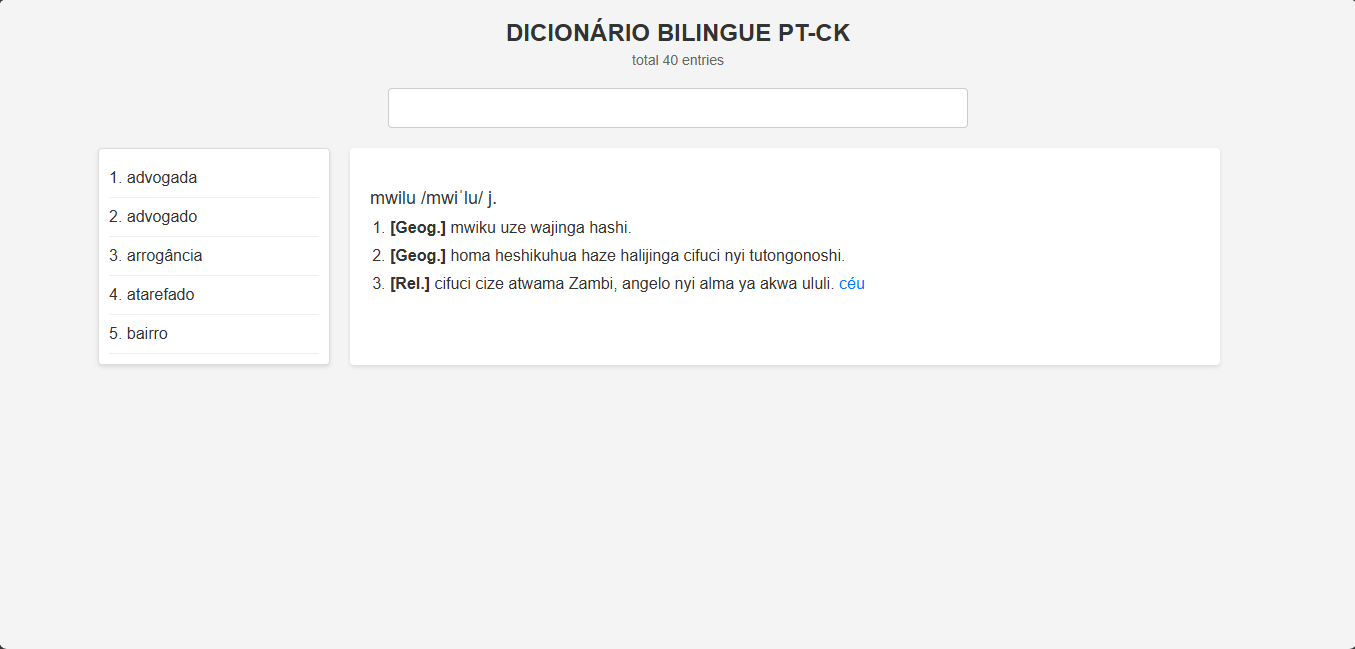 DICIONÁRIO BILINGUE PT-CK
total 40 entries
1. advogada
2. advogado
3. arrogância
4. atarefado
5. bairro
mwilu /mwiˈlu/ j.
1. [Geog.] mwiku uze wajinga hashi.
2. [Geog.] homa heshikuhua haze halijinga cifuci nyi tutongonoshi.
3. [Rel.] cifuci cize atwama Zambi, angelo nyi alma ya akwa ululi. céu